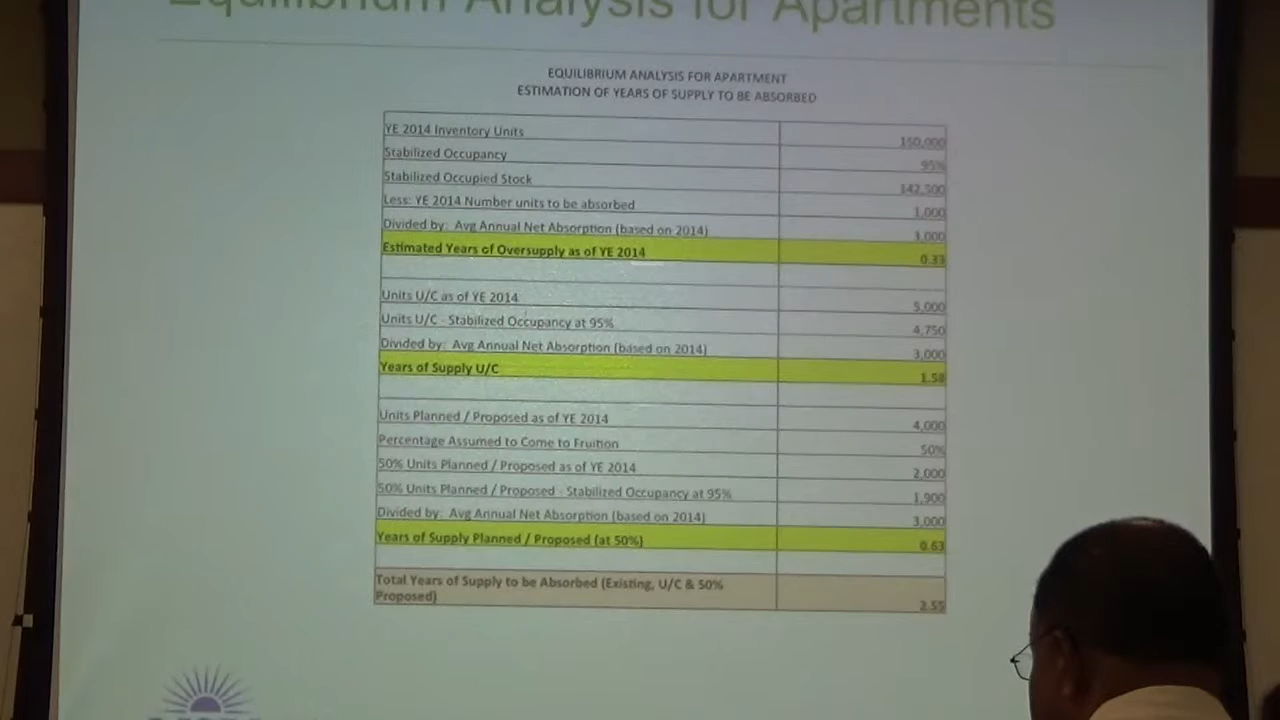 Equilibrium Analysis for Apartments
EQUILIBRIUM ANALYSIS FOR APARTMENT
ESTIMATION OF YEARS OF SUPPLY TO BE ABSORBED
YE 2014 Inventory Units 150,000
Stabilized Occupancy 95%
Stabilized Occupied Stock 142,500
Less: YE 2014 Number units to be absorbed 1,000
Divided by: Avg Annual Net Absorption (based on 2014) 3,000
Estimated Years of Oversupply as of YE 2014 0.33
Units U/C as of YE 2014 5,000
Units U/C - Stabilized Occupancy at 95% 4,750
Divided by: Avg Annual Net Absorption (based on 2014) 3,000
Years of Supply U/C 1.58
Units Planned / Proposed as of YE 2014 4,000
Percentage Assumed to Come to Fruition 50%
50% Units Planned / Proposed as of YE 2014 2,000
50% Units Planned / Proposed - Stabilized Occupancy at 95% 1,900
Divided by: Avg Annual Net Absorption (based on 2014) 3,000
Years of Supply Planned / Proposed (at 50%) 0.63
Total Years of Supply to be Absorbed (Existing, U/C & 50%
Proposed) 2.55